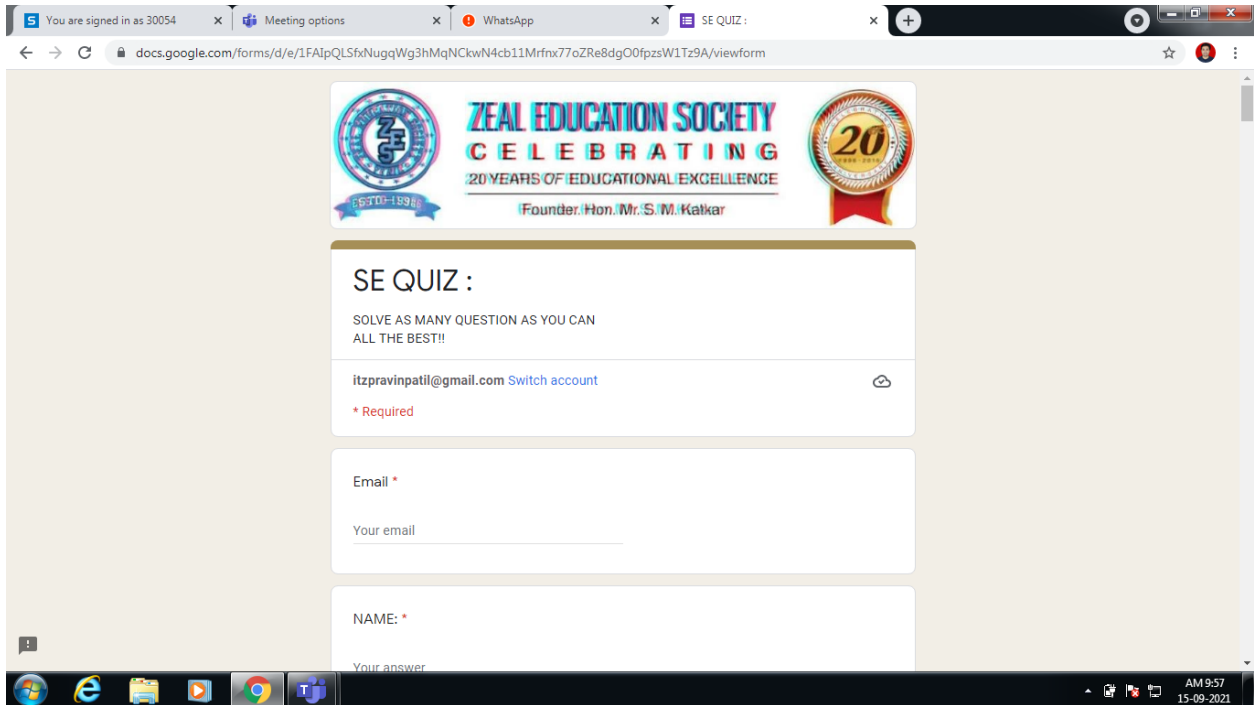 You are signed in as 30054
Meeting options
WhatsApp
SE QUIZ :
docs.google.com/forms/d/e/1FAIpQLSfxNugqWg3hMqNCkwN4cb11Mrfnx77oZRe8dgO0fpzsW1Tz9A/viewform
ZES
ESTD-1996
ZEAL EDUCATION SOCIETY
CELEBRATING
20 YEARS OF EDUCATIONAL EXCELLENCE
Founder. Hon. Mr. S. M. Katkar
20
SE QUIZ :
SOLVE AS MANY QUESTION AS YOU CAN
ALL THE BEST!!
itzpravinpatil@gmail.com Switch account
* Required
Email *
Your email
NAME: *
Your answer
AM 9:57
15-09-2021